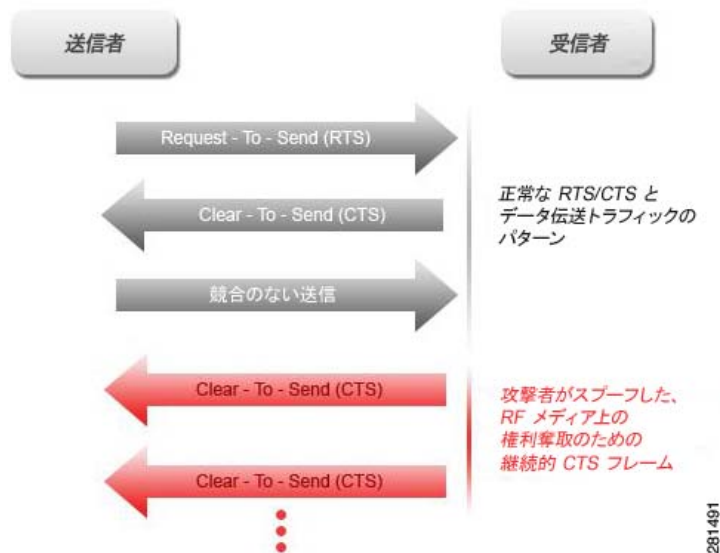 送信者
受信者
Request - To - Send (RTS)
Clear - To - Send (CTS)
競合のない送信
正常な RTS/CTS と
データ伝送トラフィックの
パターン
Clear - To - Send (CTS)
Clear - To - Send (CTS)
攻撃者がスプーフした、
RF メディア上の
権利奪取のための
継続的 CTS フレーム
281491